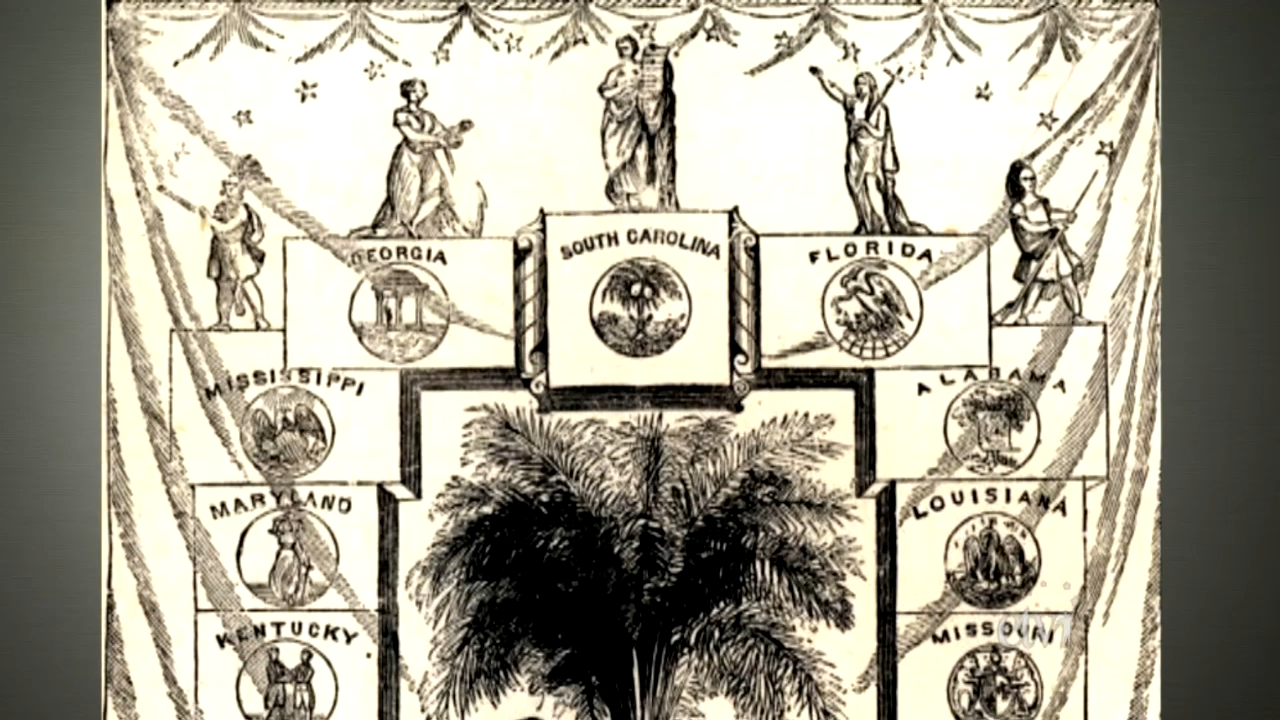 SOUTH CAROLINA
GEORGIA
FLORIDA
MISSISSIPPI
ALABAMA
MARYLAND
LOUISIANA
KENTUCKY.
MISSOURI